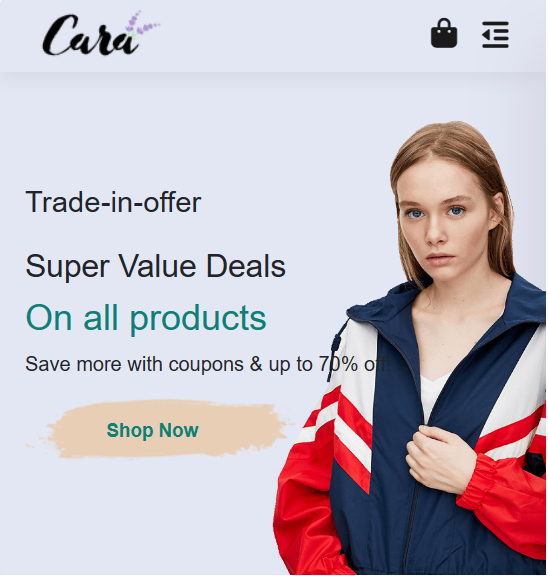 Cara
Trade-in-offer
Super Value Deals
On all products
Save more with coupons & up to 70% off!
Shop Now